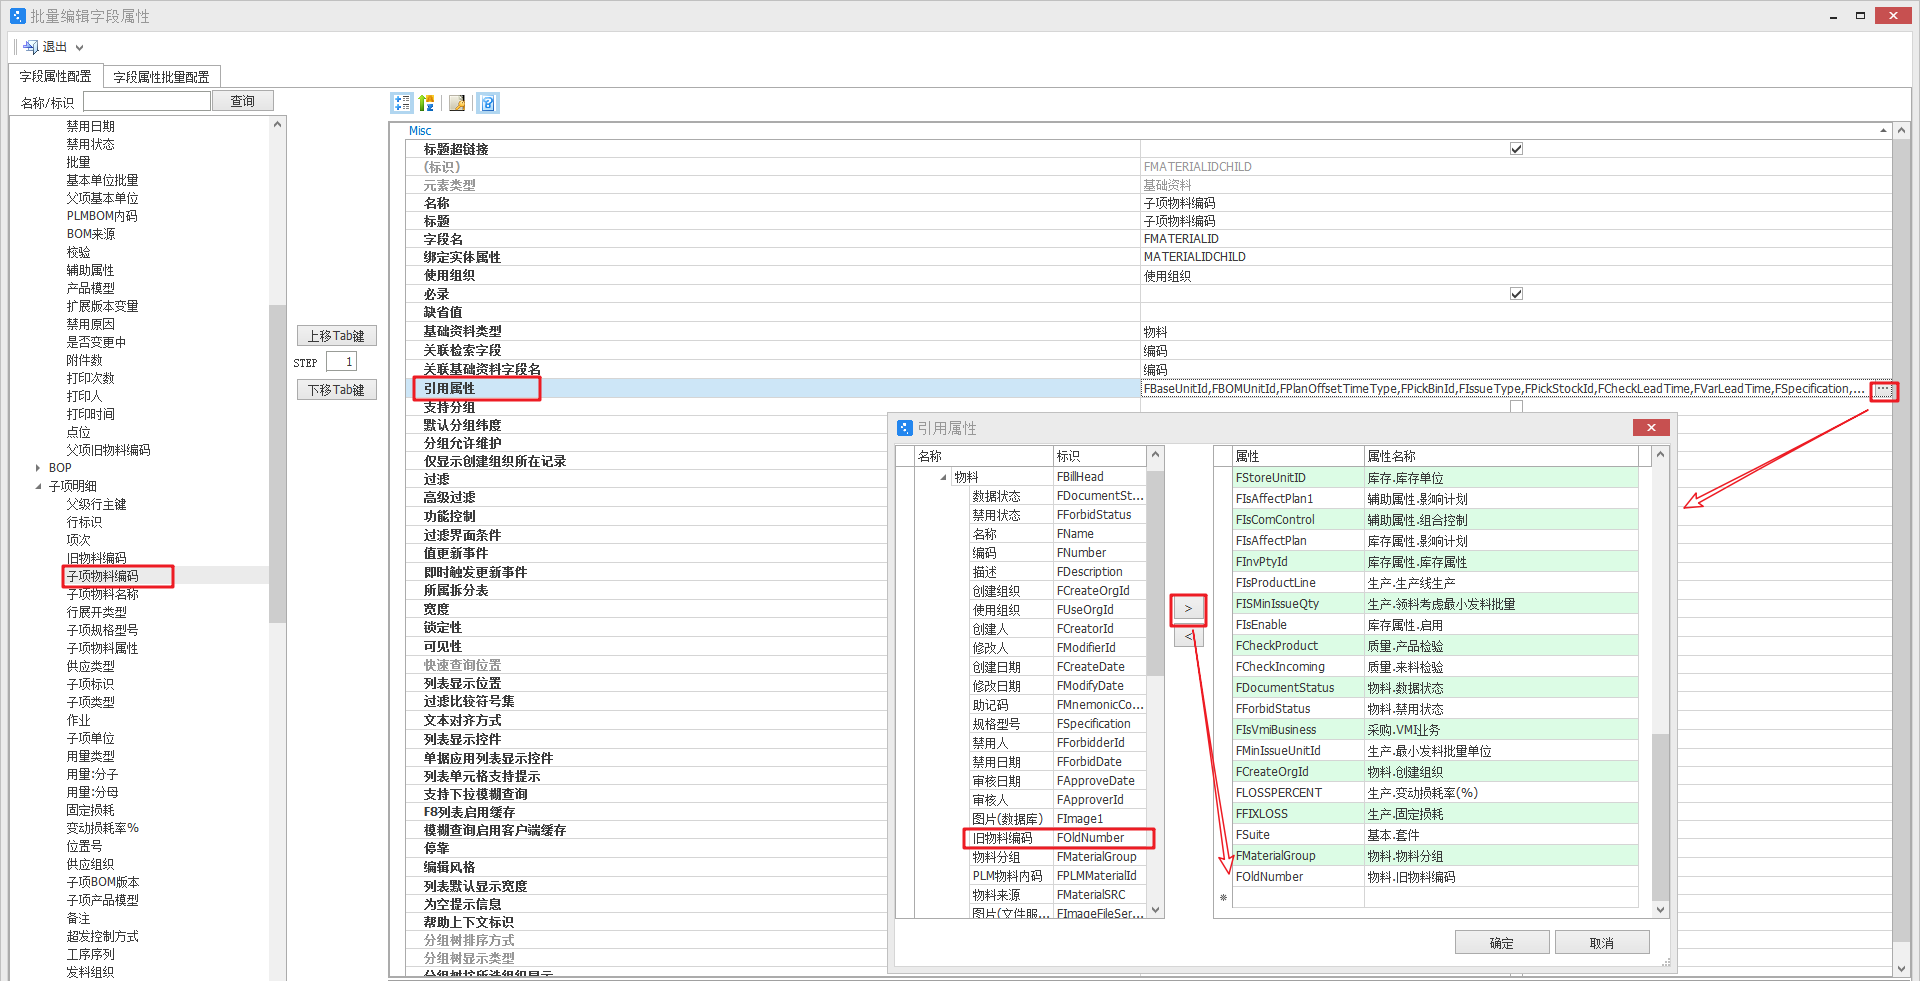 批量编辑字段属性
退出
字段属性配置
字段属性批量配置
名称/标识
查询
禁用日期
禁用状态
批量
基本单位批量
父项基本单位
PLMBOM内码
BOM来源
校验
辅助属性
产品模型
扩展版本变量
禁用原因
是否变更中
附件数
打印次数
打印人
打印时间
点位
父项旧物料编码
BOP
子项明细
父级行主键
行标识
项次
旧物料编码
子项物料编码
子项物料名称
行展开类型
子项规格型号
子项物料属性
供应类型
子项标识
子项类型
作业
子项单位
用量类型
用量:分子
用量:分母
固定损耗
变动损耗率%
位置号
供应组织
子项BOM版本
子项产品模型
备注
超发控制方式
工序序列
发料组织
上移Tab键
STEP 1
下移Tab键
Misc
标题超链接
(标识) FMATERIALIDCHILD
元素类型 基础资料
名称 子项物料编码
标题 子项物料编码
字段名 FMATERIALID
绑定实体属性 MATERIALIDCHILD
使用组织 使用组织
必录
缺省值
基础资料类型 物料
关联检索字段 编码
关联基础资料字段名 编码
引用属性 FBaseUnitId,FBOMUnitId,FPlanOffsetTimeType,FPickBinId,FIssueType,FPickStockId,FCheckLeadTime,FVarLeadTime,FSpecification,... ...
支持分组
默认分组纬度
分组允许维护
仅显示创建组织所在记录
过滤
高级过滤
功能控制
过滤界面条件
值更新事件
即时触发更新事件
所属拆分表
宽度
锁定性
可见性
快速查询位置
列表显示位置
过滤比较符号集
文本对齐方式
列表显示控件
单据应用列表显示控件
列表单元格支持提示
支持下拉模糊查询
F8列表启用缓存
模糊查询启用客户端缓存
停靠
编辑风格
列表默认显示宽度
为空提示信息
帮助上下文标识
分组树排序方式
分组树显示类型
分组树按所选组织显示
引用属性
名称 标识
物料 FBillHead
数据状态 FDocumentSt...
禁用状态 FForbidStatus
名称 FName
编码 FNumber
描述 FDescription
创建组织 FCreateOrgId
使用组织 FUseOrgId
创建人 FCreatorId
修改人 FModifierId
创建日期 FCreateDate
修改日期 FModifyDate
助记码 FMnemonicCo...
规格型号 FSpecification
禁用人 FForbidderId
禁用日期 FForbidDate
审核日期 FApproveDate
审核人 FApproverId
图片(数据库) FImage1
旧物料编码 FOldNumber
物料分组 FMaterialGroup
PLM物料内码 FPLMMaterialId
物料来源 FMaterialSRC
图片(文件服... FImageFileSer...
>
<
属性 属性名称
FStoreUnitID 库存.库存单位
FIsAffectPlan1 辅助属性.影响计划
FIsComControl 辅助属性.组合控制
FIsAffectPlan 库存属性.影响计划
FInvPtyId 库存属性.库存属性
FIsProductLine 生产.生产线生产
FISMinIssueQty 生产.领料考虑最小发料批量
FIsEnable 库存属性.启用
FCheckProduct 质量.产品检验
FCheckIncoming 质量.来料检验
FDocumentStatus 物料.数据状态
FForbidStatus 物料.禁用状态
FIsVmiBusiness 采购.VMI业务
FMinIssueUnitId 生产.最小发料批量单位
FCreateOrgId 物料.创建组织
FLOSSPERCENT 生产.变动损耗率(%)
FFIXLOSS 生产.固定损耗
FSuite 基本.套件
FMaterialGroup 物料.物料分组
FOldNumber 物料.旧物料编码
确定
取消